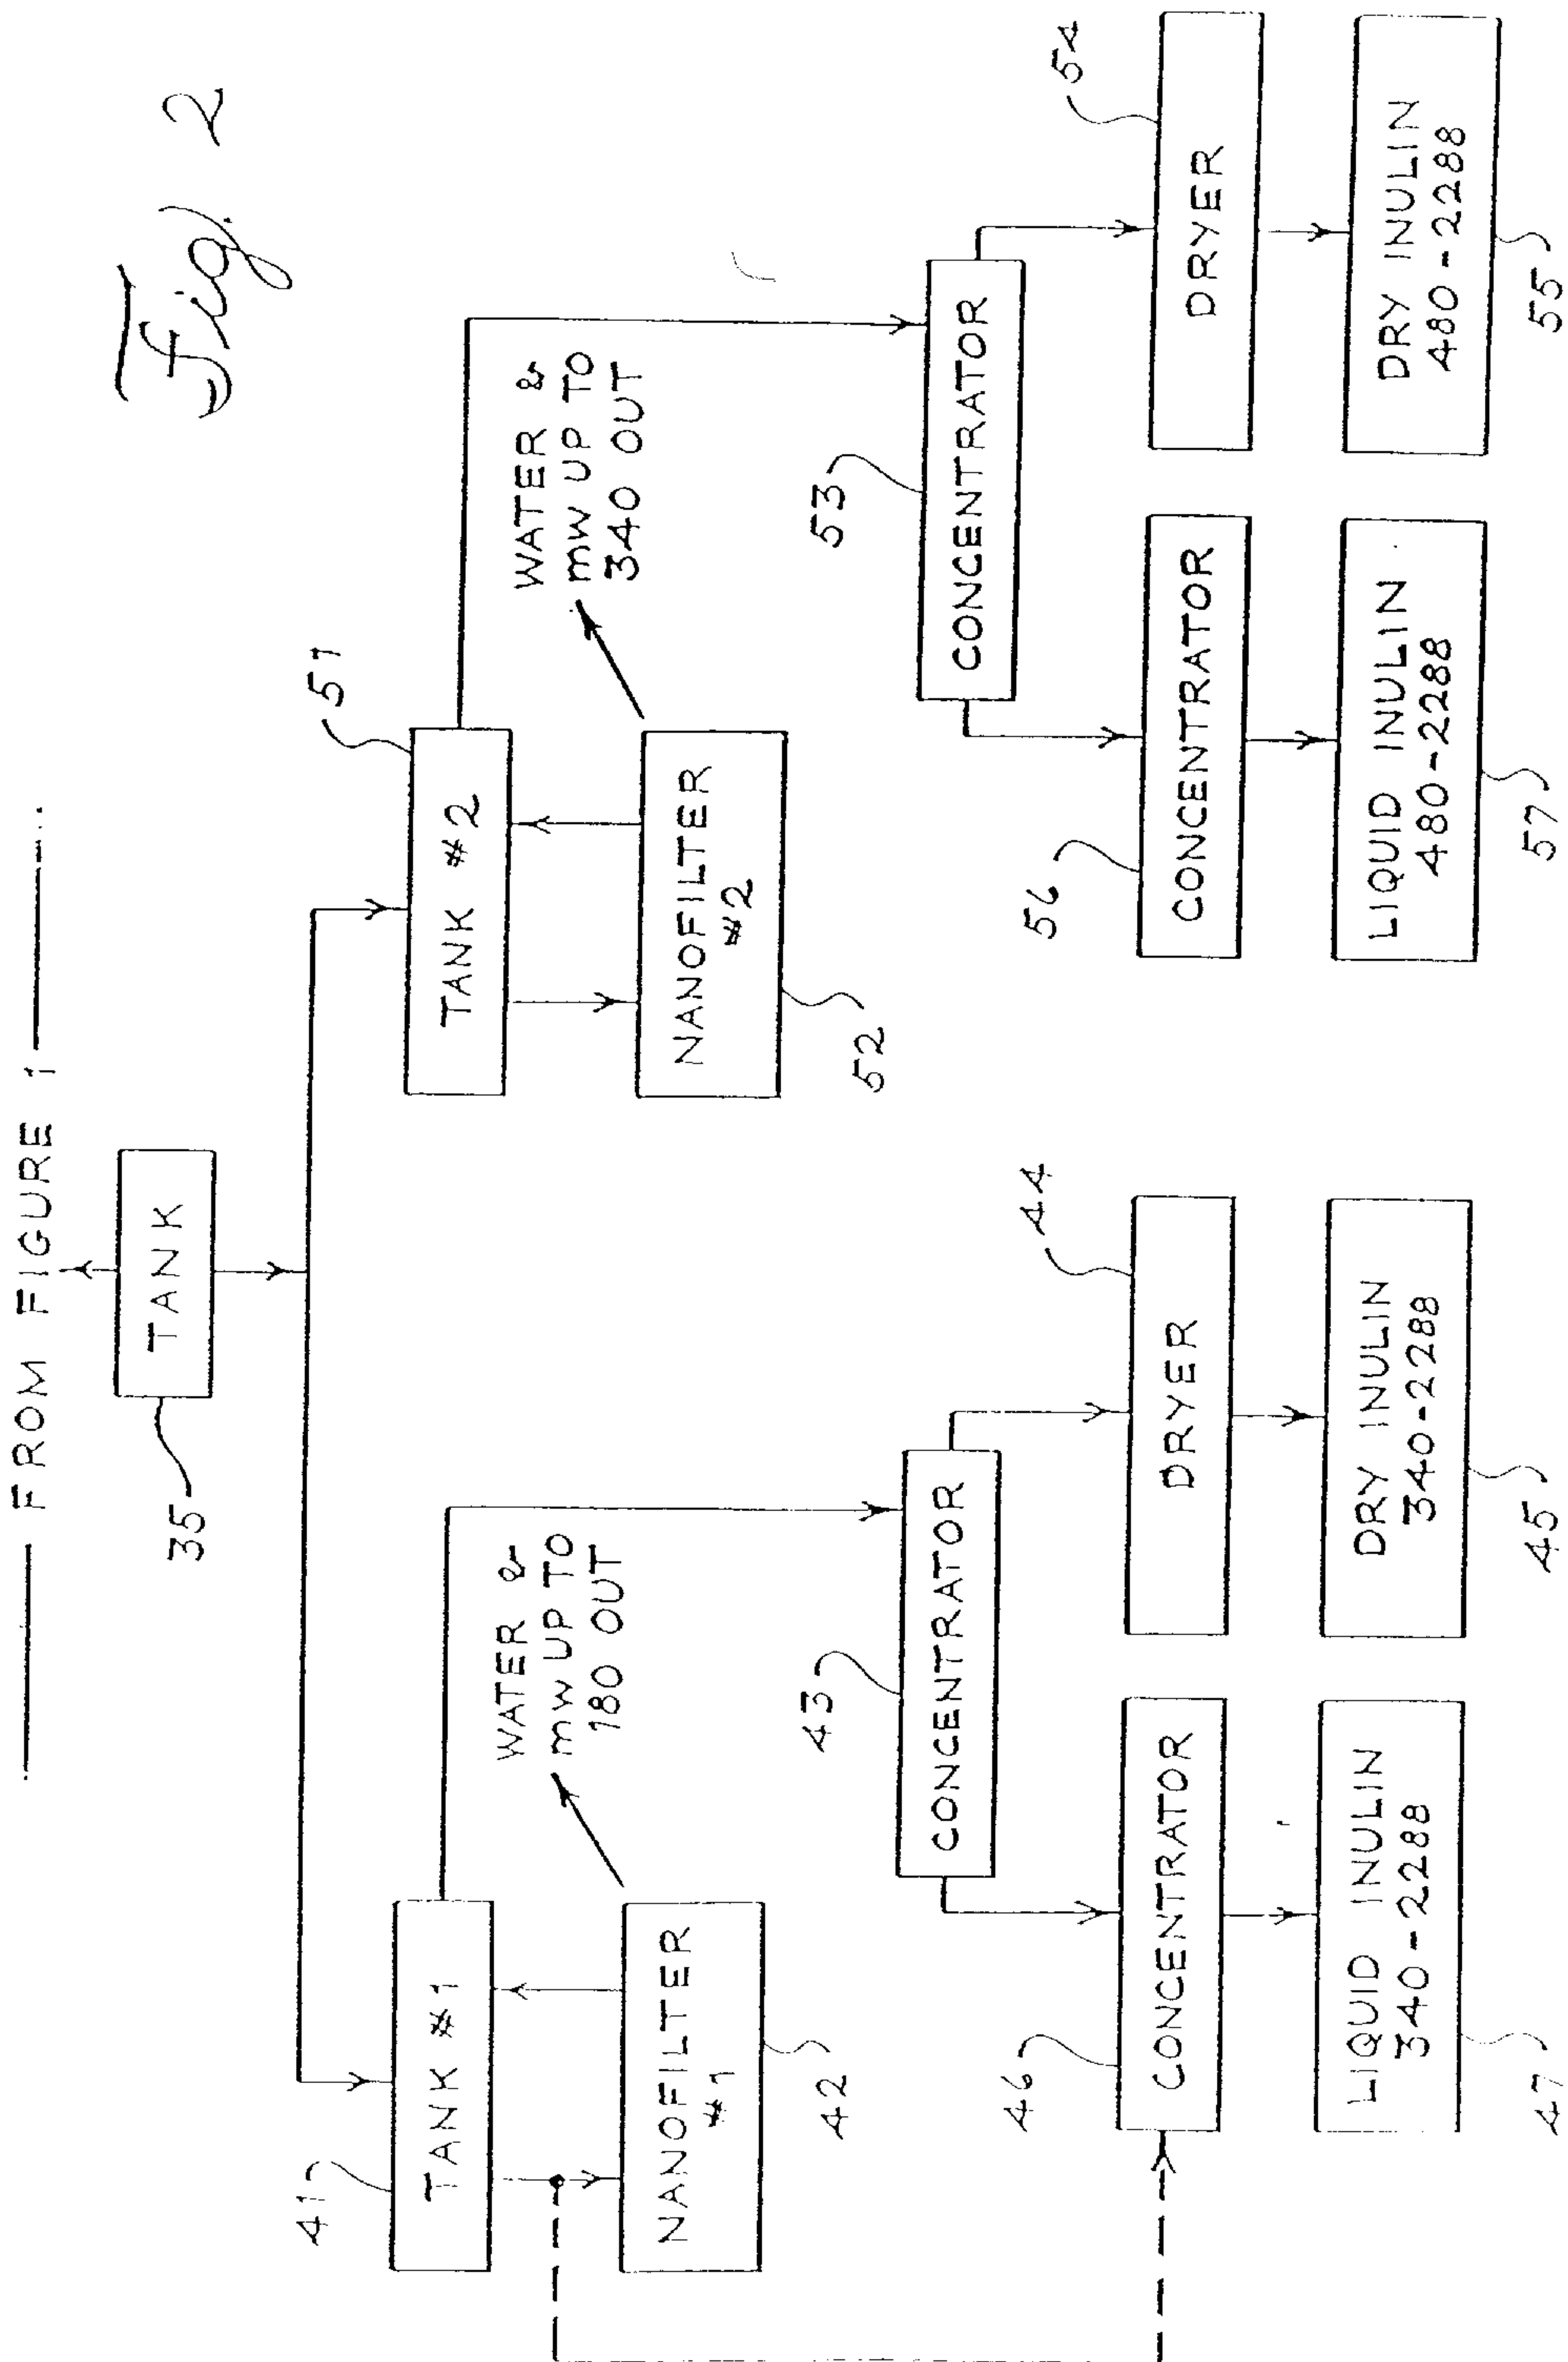 Fig. 2
FROM FIGURE 1
TANK
35
TANK #1
41
NANOFILTER
#1
42
WATER &
mw UP TO
180 OUT
CONCENTRATOR
43
DRYER
44
DRY INULIN
340-2288
45
CONCENTRATOR
46
LIQUID INULIN
340-2288
47
TANK #2
51
NANOFILTER
#2
52
WATER &
mw UP TO
340 OUT
CONCENTRATOR
53
DRYER
54
DRY INULIN
480-2288
55
CONCENTRATOR
56
LIQUID INULIN
480-2288
57